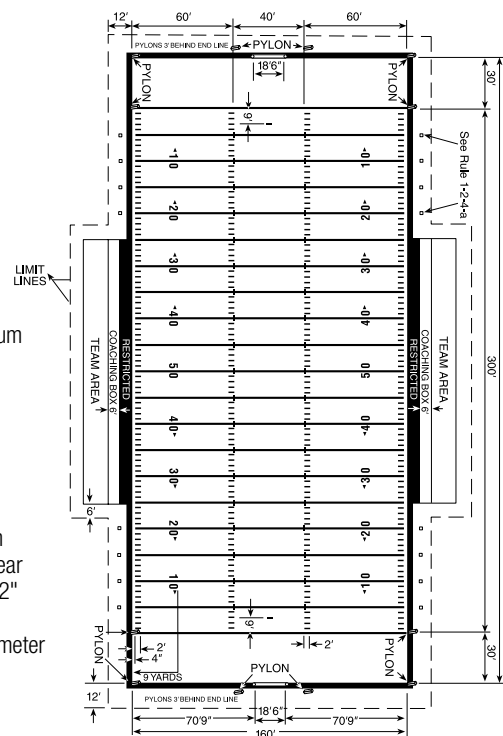 12' 60' 40' 60'
PYLONS 3' BEHIND END LINE PYLON
18'6"
PYLON PYLON
30'
9'
See Rule 1-2-4-a
10 10
20 20
30 30
40 40
50 50
40 40
30 30
20 20
10 10
LIMIT
LINES
TEAM AREA
COACHING BOX 6'
RESTRICTED
RESTRICTED
COACHING BOX 6'
TEAM AREA
300'
um
6'
n
ear
2"
meter
9'
PYLON PYLON
2' 2'
4"
9 YARDS
30'
12'
PYLON
PYLONS 3' BEHIND END LINE
18'6"
70'9" 70'9"
160'